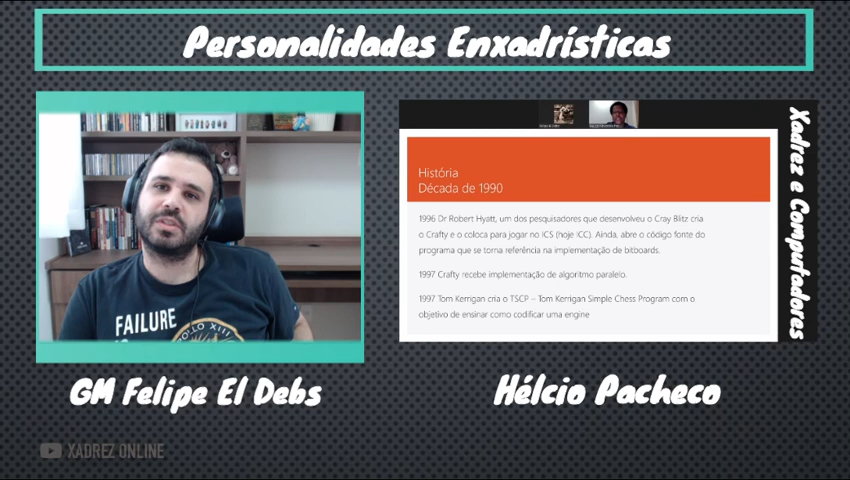 Personalidades Enxadrísticas
FAILURE
OLLO XIII
História
Década de 1990
1996 Dr Robert Hyatt, um dos pesquisadores que desenvolveu o Cray Blitz cria
o Crafty e o coloca para jogar no ICS (hoje ICC). Ainda, abre o código fonte do
programa que se torna referência na implementação de bitboards.
1997 Crafty recebe implementação de algoritmo paralelo.
1997 Tom Kerrigan cria o TSCP – Tom Kerrigan Simple Chess Program com o
objetivo de ensinar como codificar uma engine
Xadrez e Computadores
GM Felipe El Debs
Hélcio Pacheco
XADREZ ONLINE